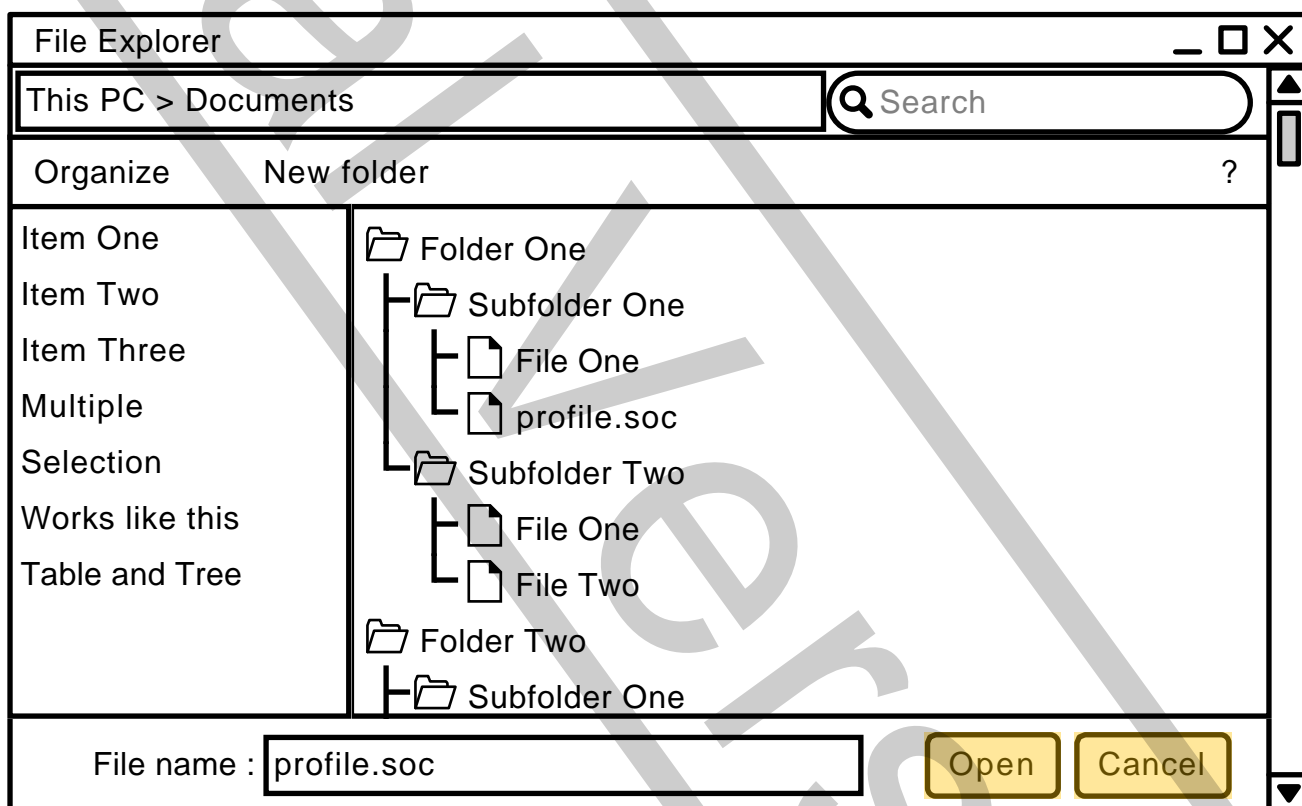 File Explorer
This PC > Documents
Search
Organize New folder ?
Item One
Item Two
Item Three
Multiple
Selection
Works like this
Table and Tree
Folder One
Subfolder One
File One
profile.soc
Subfolder Two
File One
File Two
Folder Two
Subfolder One
File name : profile.soc
Open Cancel